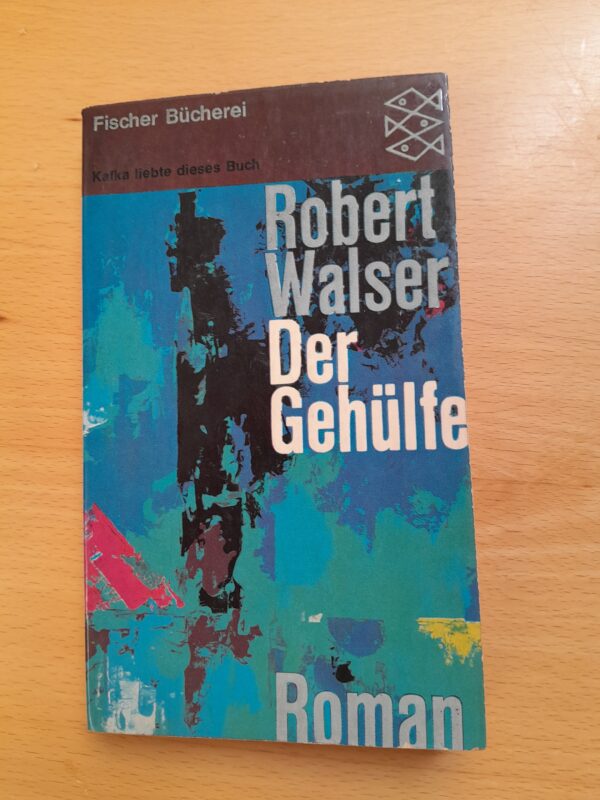 Fischer Bücherei
Kafka liebte dieses Buch
Robert
Walser
Der
Gehülfe
Roman